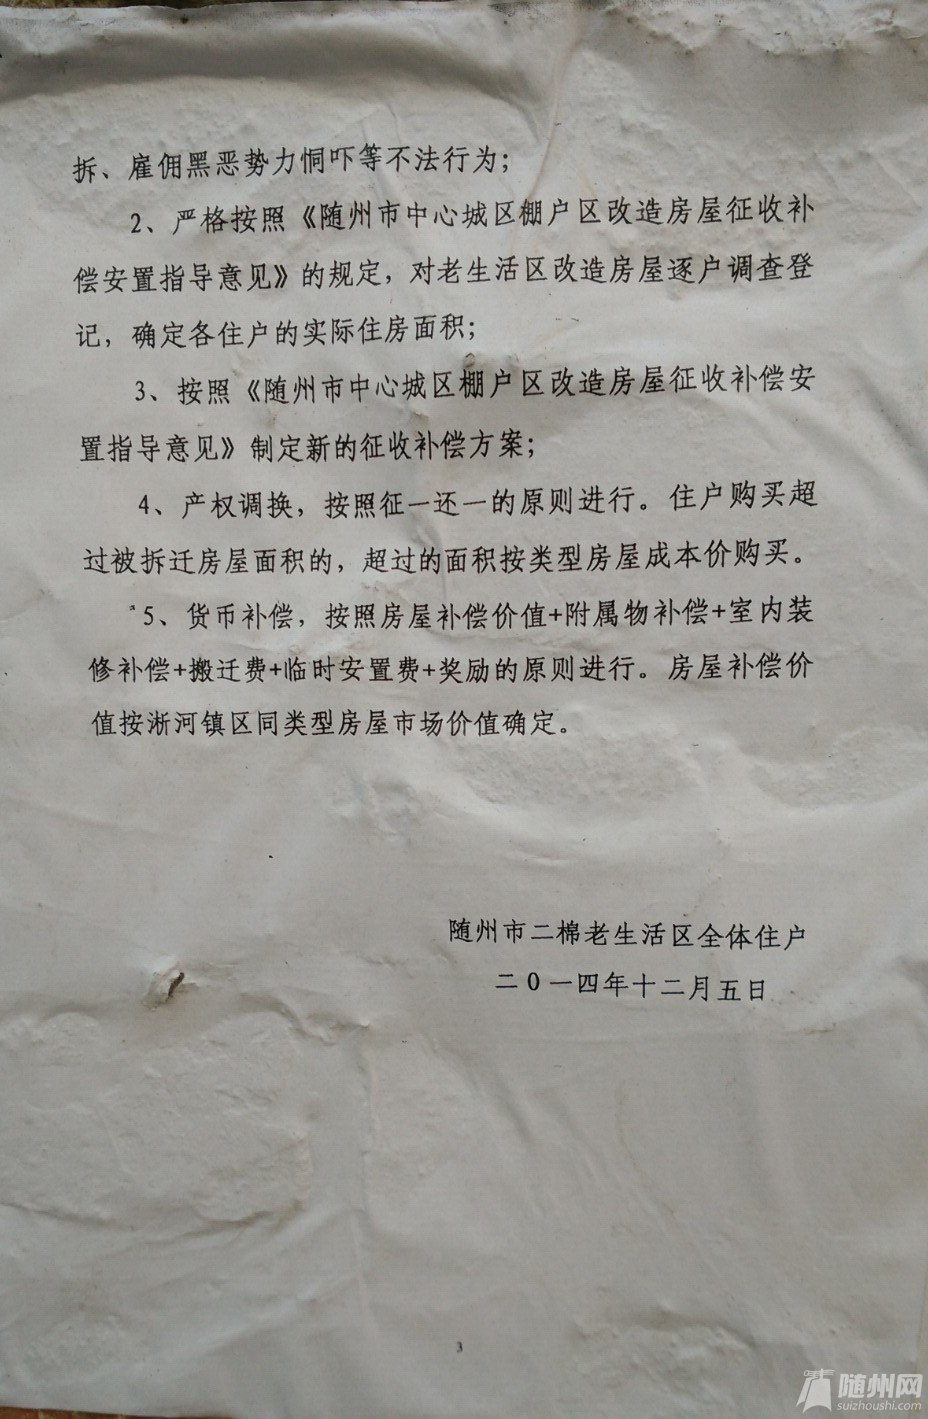 拆、雇佣黑恶势力恫吓等不法行为；
2、严格按照《随州市中心城区棚户区改造房屋征收补
偿安置指导意见》的规定，对老生活区改造房屋逐户调查登
记，确定各住户的实际住房面积；
3、按照《随州市中心城区棚户区改造房屋征收补偿安
置指导意见》制定新的征收补偿方案；
4、产权调换，按照征一还一的原则进行。住户购买超
过被拆迁房屋面积的，超过的面积按类型房屋成本价购买。
5、货币补偿，按照房屋补偿价值+附属物补偿+室内装
修补偿+搬迁费+临时安置费+奖励的原则进行。房屋补偿价
值按淅河镇区同类型房屋市场价值确定。
随州市二棉老生活区全体住户
二0一四年十二月五日
3
随州网
suizhoushi.com